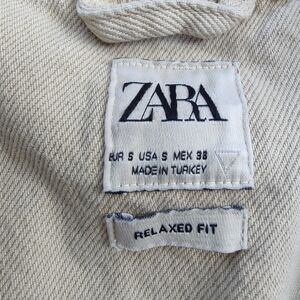 ZARA
EUR S USA S MEX 38
MADE IN TURKEY
RELAXED FIT